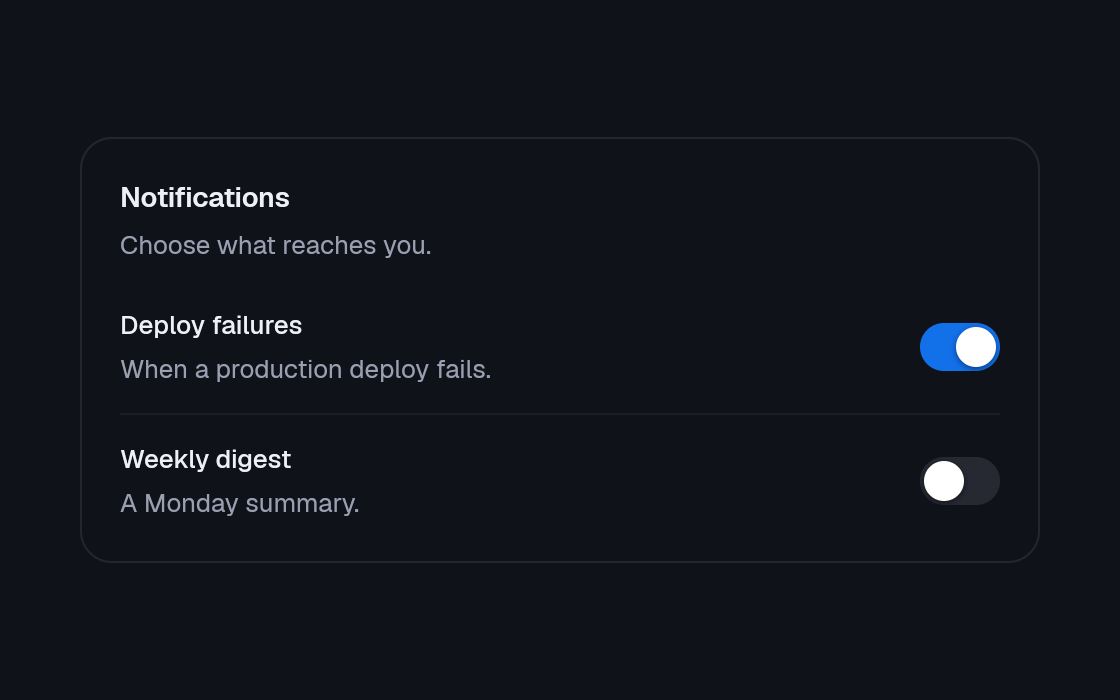 Notifications
Choose what reaches you.
Deploy failures
When a production deploy fails.
Weekly digest
A Monday summary.